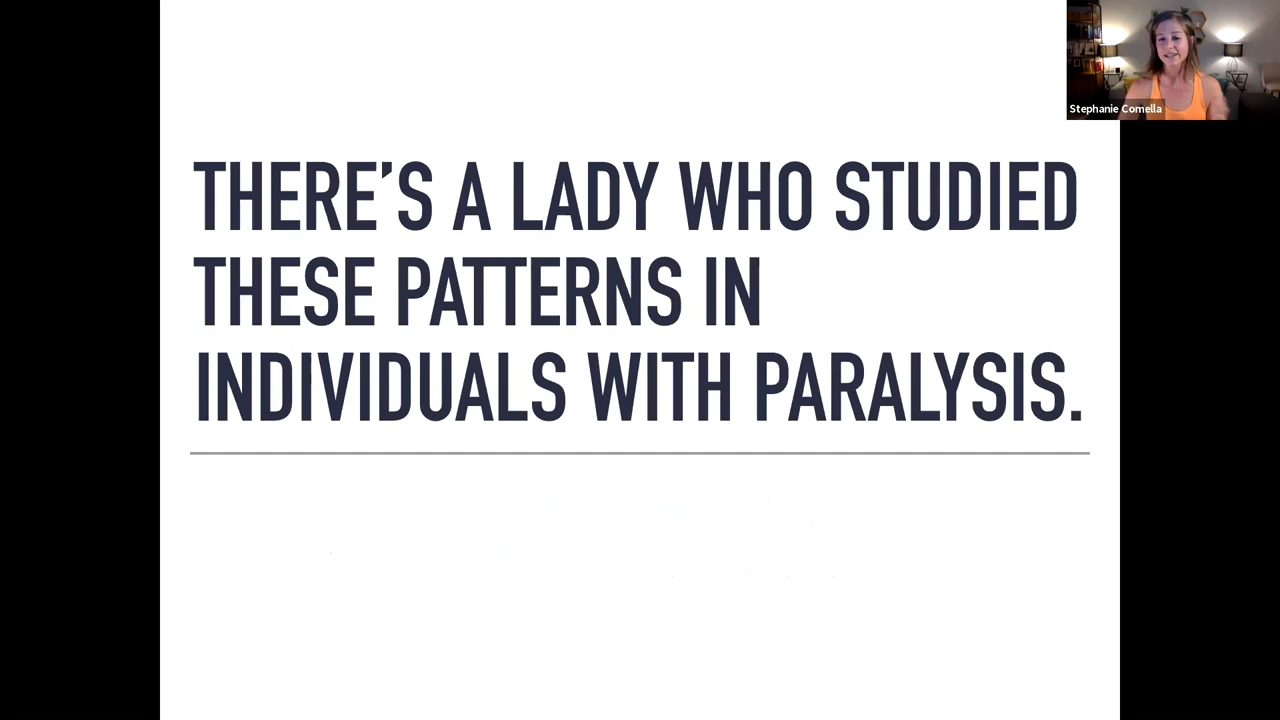 Stephanie Comella
THERE’S A LADY WHO STUDIED
THESE PATTERNS IN
INDIVIDUALS WITH PARALYSIS.